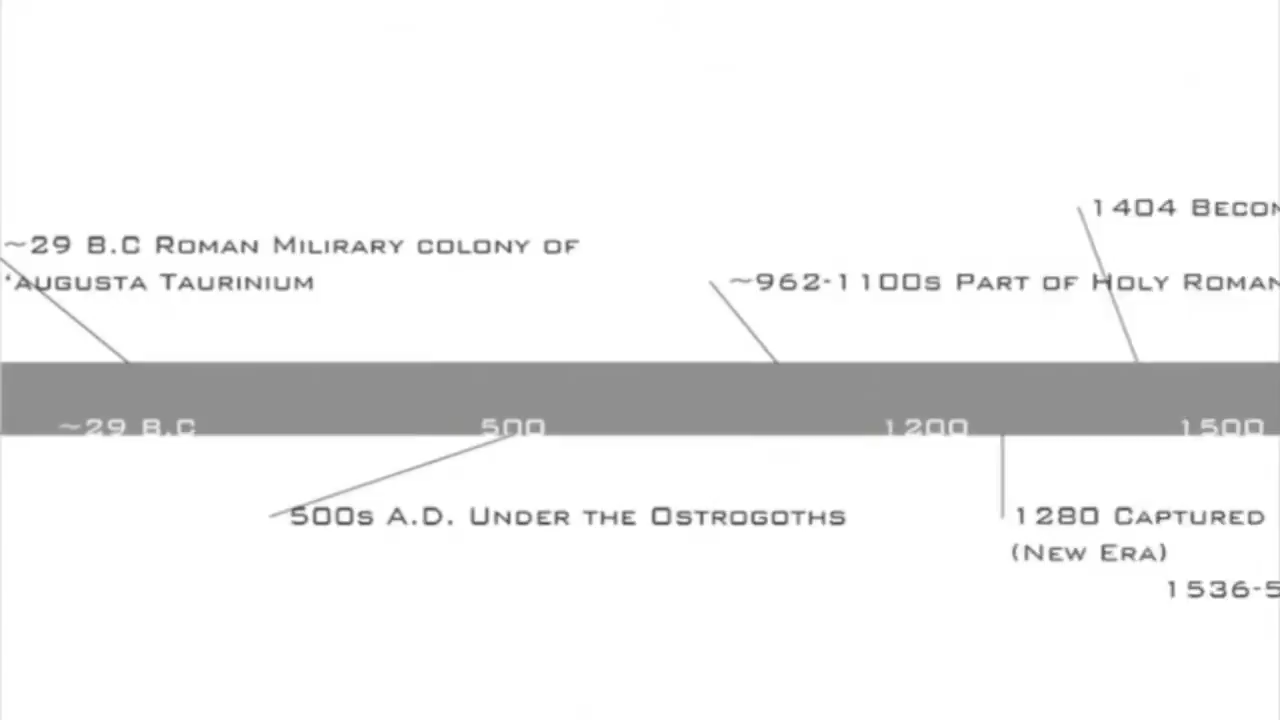 1404 Becom
~29 B.C Roman Milirary colony of
'augusta Taurinium
~962-1100s Part of Holy Roman
~29 B.C 500 1200 1500
500s A.D. Under the Ostrogoths
1280 Captured
(New Era)
1536-5